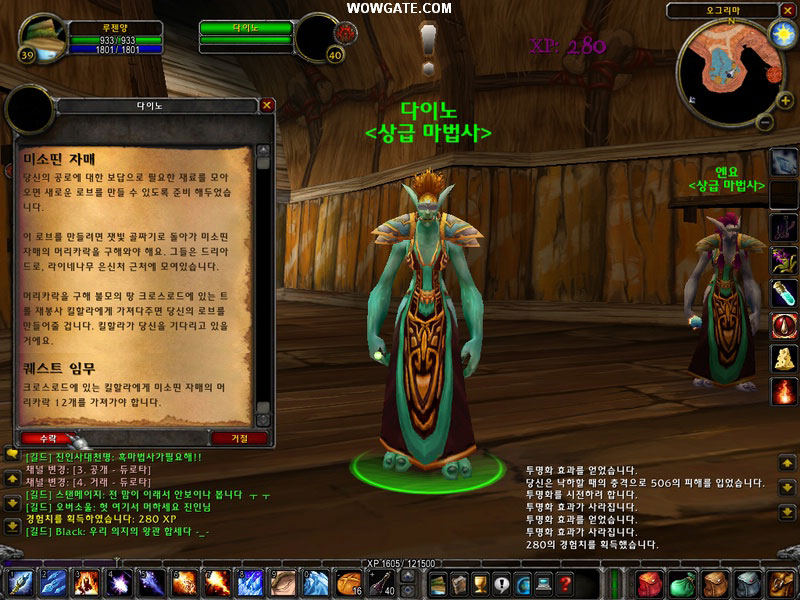 WOWGATE.COM
루젠양
933 / 933
1801 / 1801
39
다이노
40
XP: 280
오그리마
N
다이노
<상급 마법사>
엔요
<상급 마법사>
다이노
미소띤 자매
당신의 공로에 대한 보답으로 필요한 재료를 모아
오면 새로운 로브를 만들 수 있도록 준비 해두었습
니다.
이 로브를 만들려면 잿빛 골짜기로 돌아가 미소띤
자매의 머리카락을 구해와야 해요. 그들은 드리아
드로, 라이네나무 은신처 근처에 모여있습니다.
머리카락을 구해 불모의 땅 크로스로드에 있는 트
롤 재봉사 킬할라에게 가져다주면 당신의 로브를
만들어줄 겁니다. 킬할라가 당신을 기다리고 있을
거에요.
퀘스트 임무
크로스로드에 있는 킬할라에게 미소띤 자매의 머
리카락 12개를 가져가야 합니다.
수락
거절
[길드] 진인사대천명: 흑마법사가필요해!!
채널 변경: [3. 공개 - 듀로타]
채널 변경: [4. 거래 - 듀로타]
[길드] 스탠페이지: 전 맘이 이래서 안보이나 봅니다 ㅜㅜ
[길드] 오버소울: 헛 여기서 머하세요 진인님
경험치를 획득하였습니다: 280 XP
[길드] Black: 우리 의지의 왕관 합세다 -_-
투명화 효과를 얻었습니다.
당신은 낙하할 때의 충격으로 506의 피해를 입었습니다.
투명화를 시전하려 합니다.
투명화 효과가 사라집니다.
투명화 효과를 얻었습니다.
투명화 효과가 사라집니다.
280의 경험치를 획득했습니다.
XP 1605 / 121500
16
40